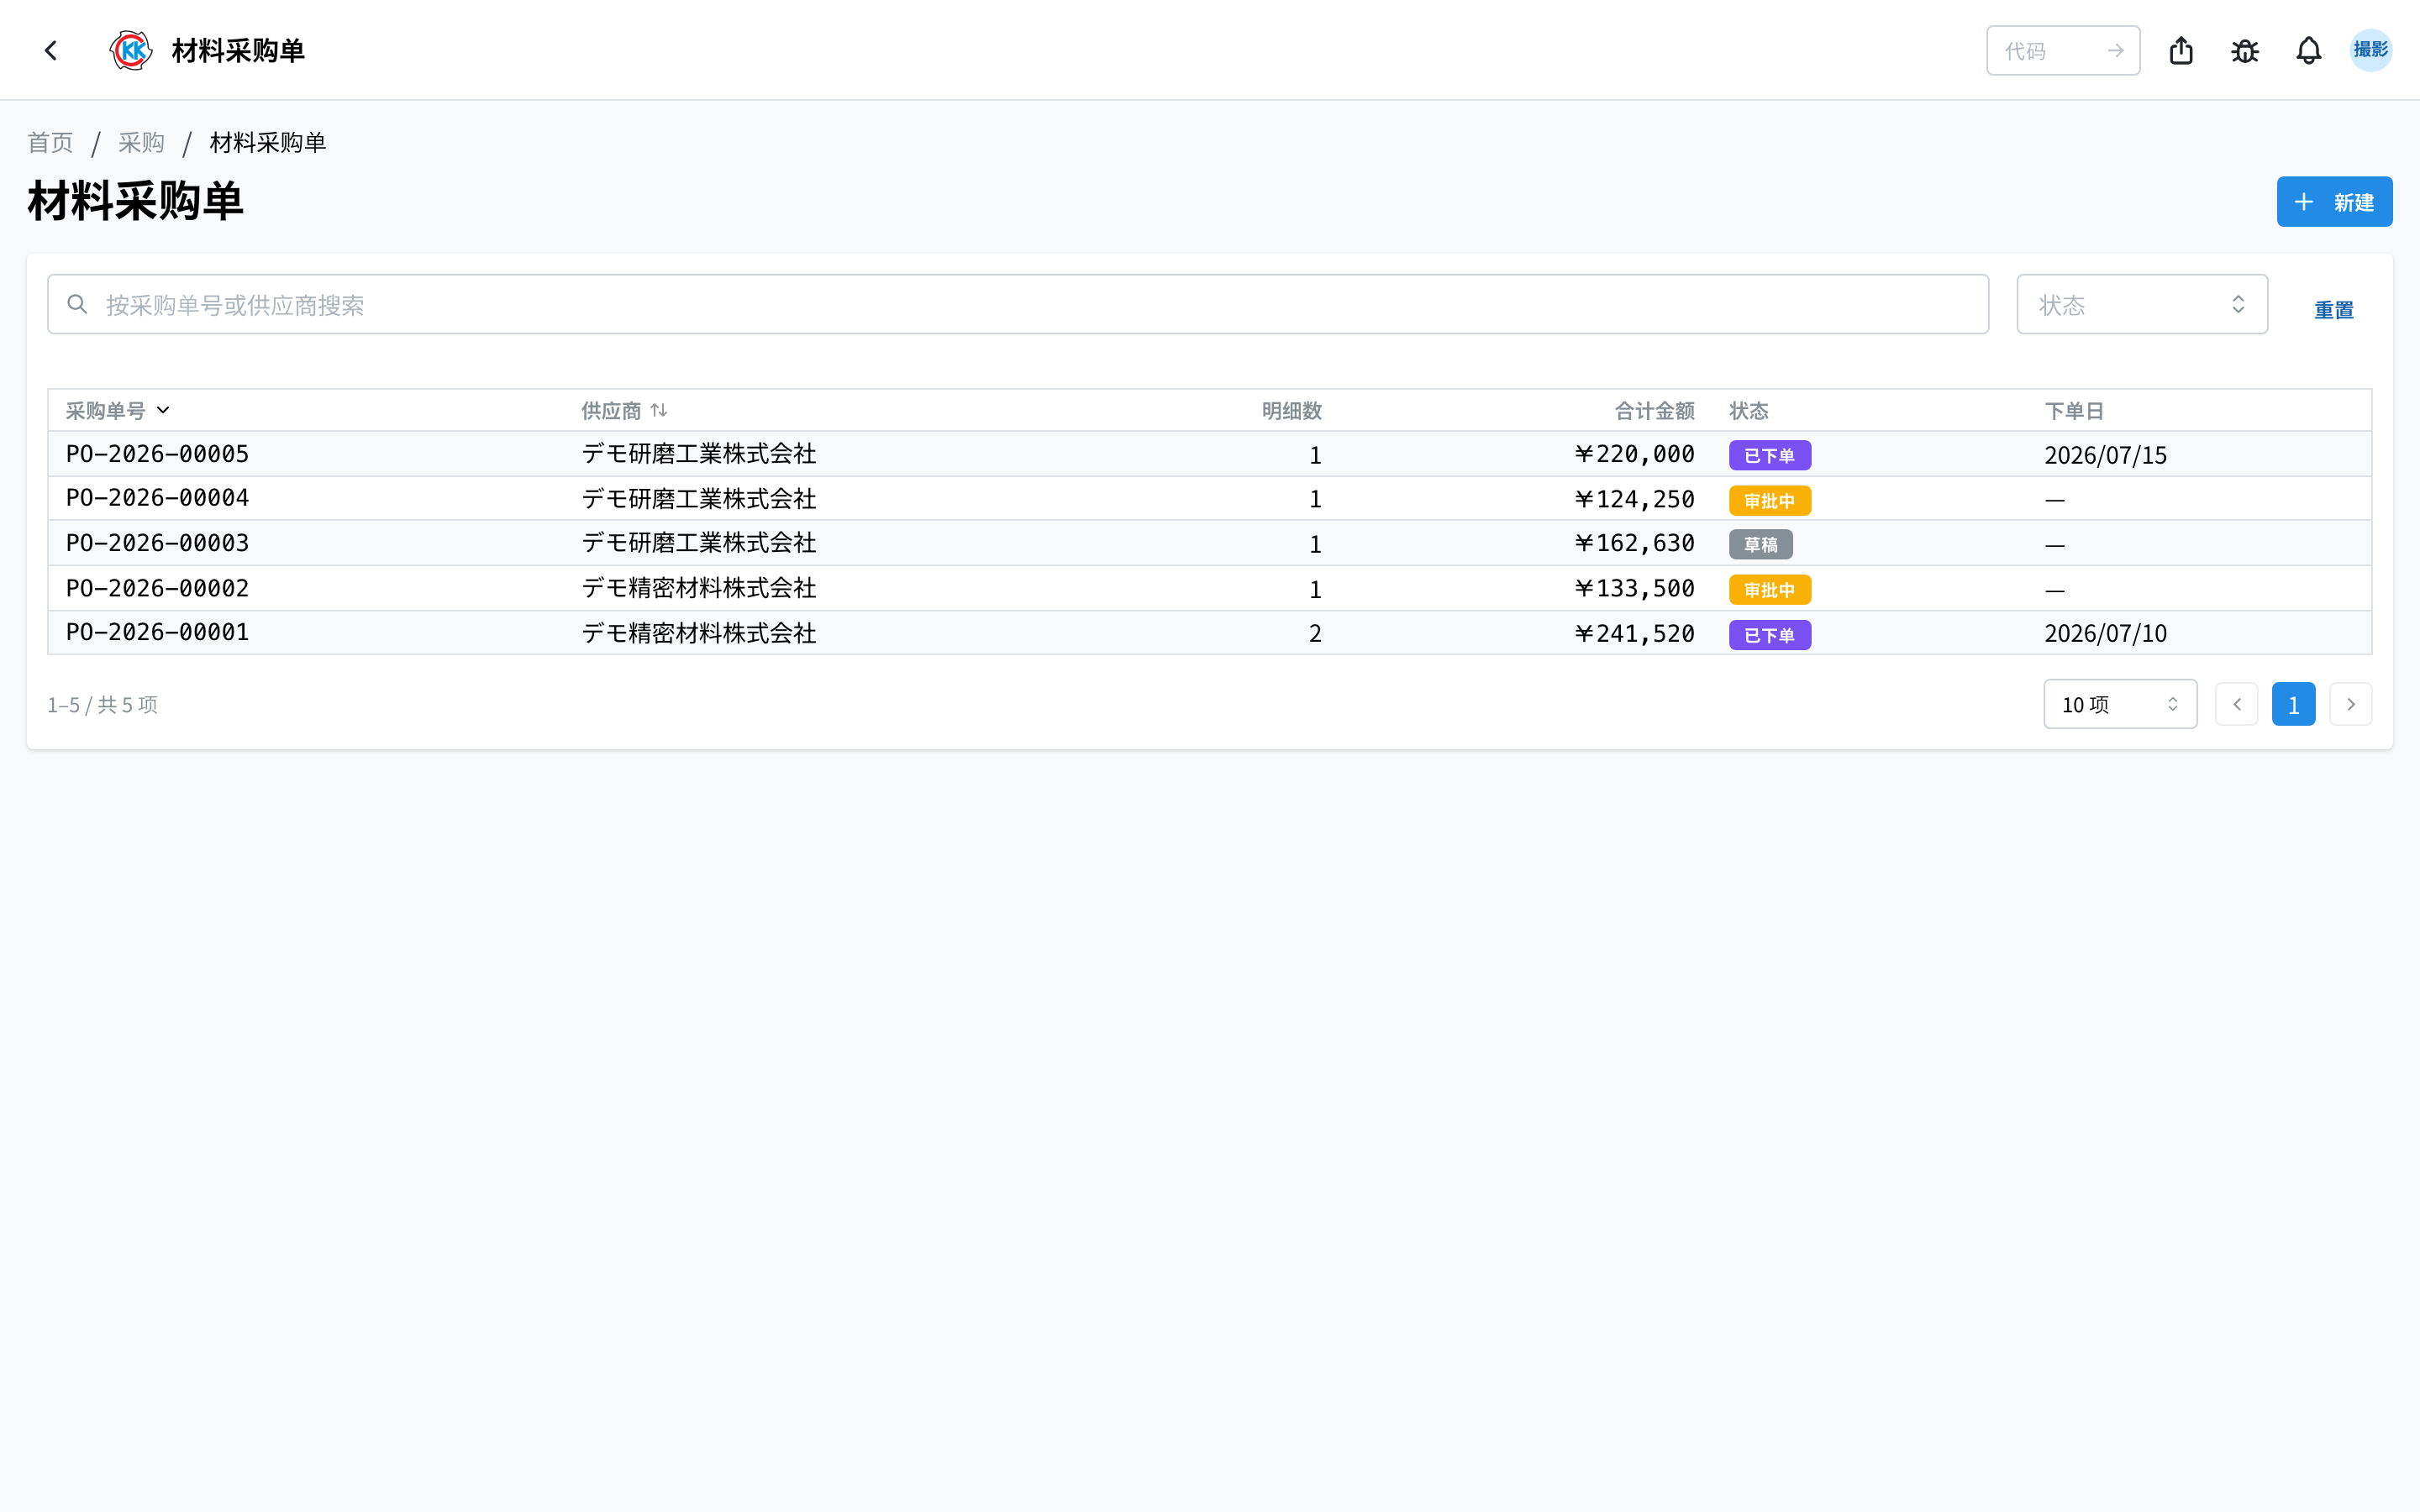 KK 材料采购单
代码
撮影
首页 / 采购 / 材料采购单
材料采购单
新建
按采购单号或供应商搜索
状态
重置
采购单号 供应商 明细数 合计金额 状态 下单日
PO-2026-00005 デモ研磨工業株式会社 1 ¥220,000 已下单 2026/07/15
PO-2026-00004 デモ研磨工業株式会社 1 ¥124,250 审批中 —
PO-2026-00003 デモ研磨工業株式会社 1 ¥162,630 草稿 —
PO-2026-00002 デモ精密材料株式会社 1 ¥133,500 审批中 —
PO-2026-00001 デモ精密材料株式会社 2 ¥241,520 已下单 2026/07/10
1–5 / 共 5 项
10 项
1